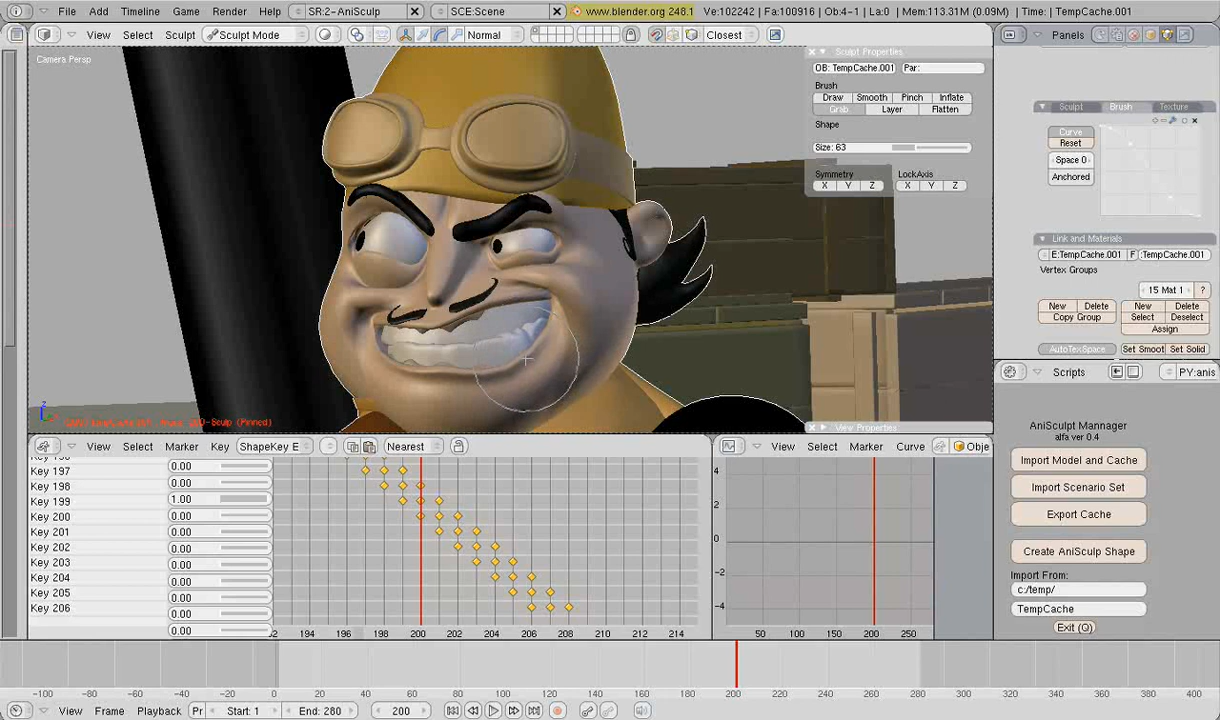 File Add Timeline Game Render Help SR:2-AniSculp SCE:Scene www.blender.org 248.1 Ve:102242 | Fa:100916 | Ob:4-1 | La:0 | Mem:113.31M (0.09M) | Time: | TempCache.001
View Select Sculpt Sculpt Mode Normal Closest Panels
Camera Persp
Sculpt Properties
OB: TempCache.001 Par:
Brush
Draw Smooth Pinch Inflate
Grab Layer Flatten
Shape
Size: 63
Symmetry LockAxis
X Y Z X Y Z
View Properties
Sculpt Brush Texture
Curve
Reset
Space 0
Anchored
Link and Materials
E:TempCache.001 F :TempCache.001
Vertex Groups
15 Mat 1 ?
New Delete New Delete
Copy Group Select Deselect
Assign
AutoTexSpace Set Smoot Set Solid
Scripts PY:anis
View Select Marker Key ShapeKey E Nearest
View Select Marker Curve Obje
Key 197 0.00
Key 198 0.00
Key 199 1.00
Key 200 0.00
Key 201 0.00
Key 202 0.00
Key 203 0.00
Key 204 0.00
Key 205 0.00
Key 206 0.00
0.00
194 196 198 200 202 204 206 208 210 212 214
4
2
0
-2
-4
50 100 150 200 250
AniSculpt Mannager
alfa ver 0.4
Import Model and Cache
Import Scenario Set
Export Cache
Create AniSculp Shape
Import From:
c:/temp/
TempCache
Exit (Q)
-100 -80 -60 -40 -20 0 20 40 60 80 100 120 140 160 180 200 220 240 260 280 300 320 340 360 380 400
View Frame Playback Pr Start: 1 End: 280 200